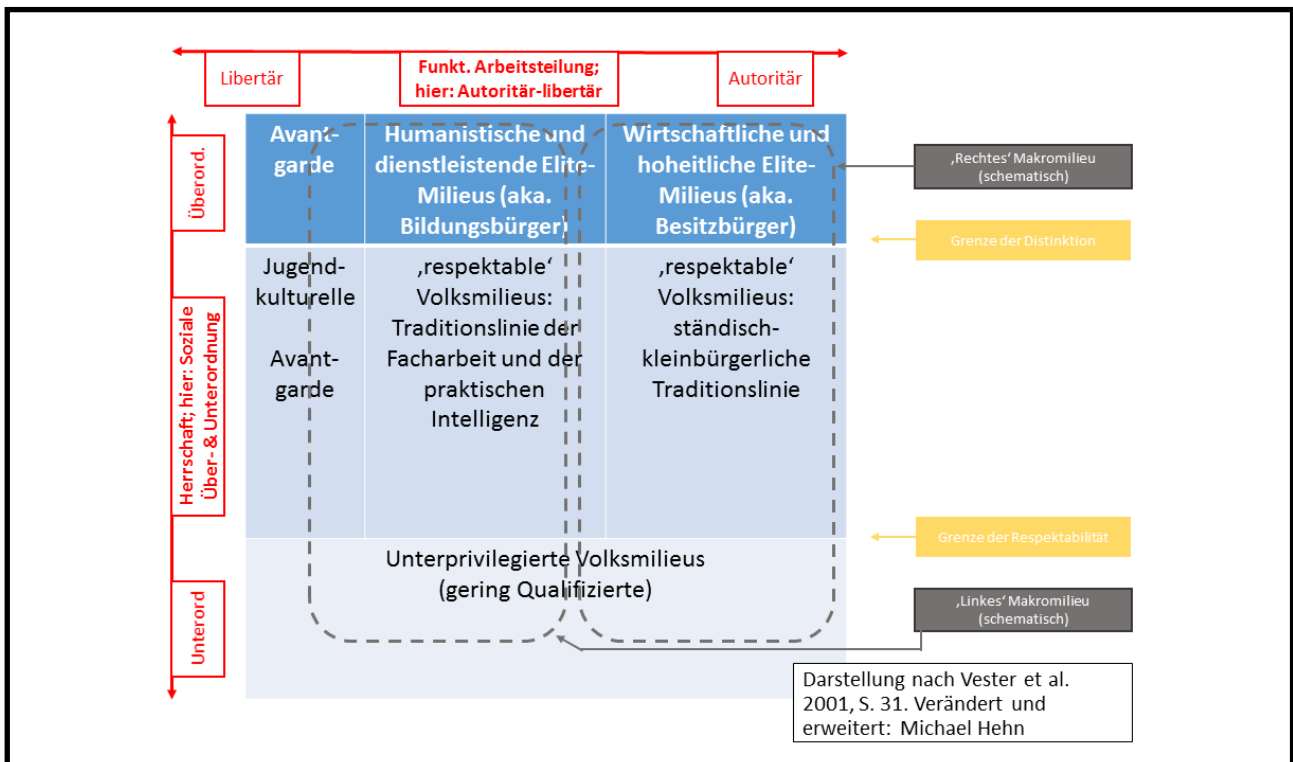 Libertär
Funkt. Arbeitsteilung;
hier: Autoritär-libertär
Autoritär
Herrschaft; hier: Soziale
Über- & Unterordnung
Überord.
Unterord
Avant-
garde
Humanistische und
dienstleistende Elite-
Milieus (aka.
Bildungsbürger)
Wirtschaftliche und
hoheitliche Elite-
Milieus (aka.
Besitzbürger)
Jugend-
kulturelle
Avant-
garde
‚respektable‘
Volksmilieus:
Traditionslinie der
Facharbeit und der
praktischen
Intelligenz
‚respektable‘
Volksmilieus:
ständisch-
kleinbürgerliche
Traditionslinie
Unterprivilegierte Volksmilieus
(gering Qualifizierte)
‚Rechtes‘ Makromilieu
(schematisch)
Grenze der Distinktion
Grenze der Respektabilität
‚Linkes‘ Makromilieu
(schematisch)
Darstellung nach Vester et al.
2001, S. 31. Verändert und
erweitert: Michael Hehn